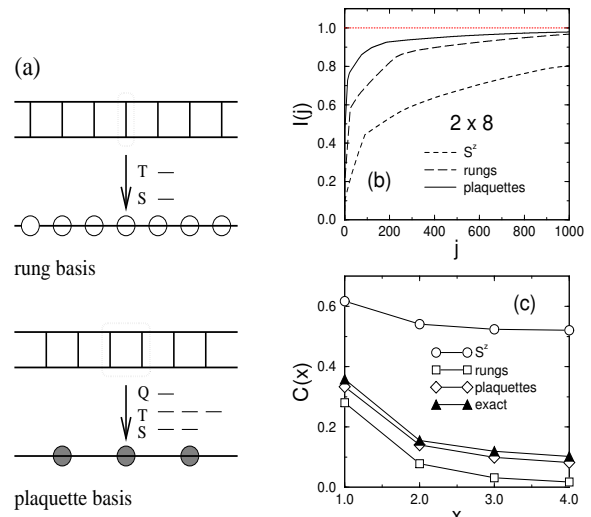 (a)
T —
S —
rung basis
Q —
T — — —
S — —
plaquette basis
1.0
0.8
0.6
0.4
0.2
0.0
I(j)
2 x 8
S^z
rungs
plaquettes
(b)
0 200 400 600 800 1000
j
0.6
0.4
0.2
0.0
C(x)
(c)
S^z
rungs
plaquettes
exact
1.0 2.0 3.0 4.0
x